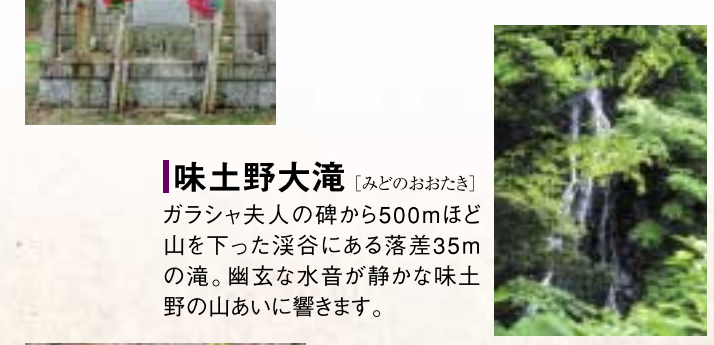 味土野大滝 [みどのおおたき]
ガラシャ夫人の碑から500mほど
山を下った渓谷にある落差35m
の滝。幽玄な水音が静かな味土
野の山あいに響きます。